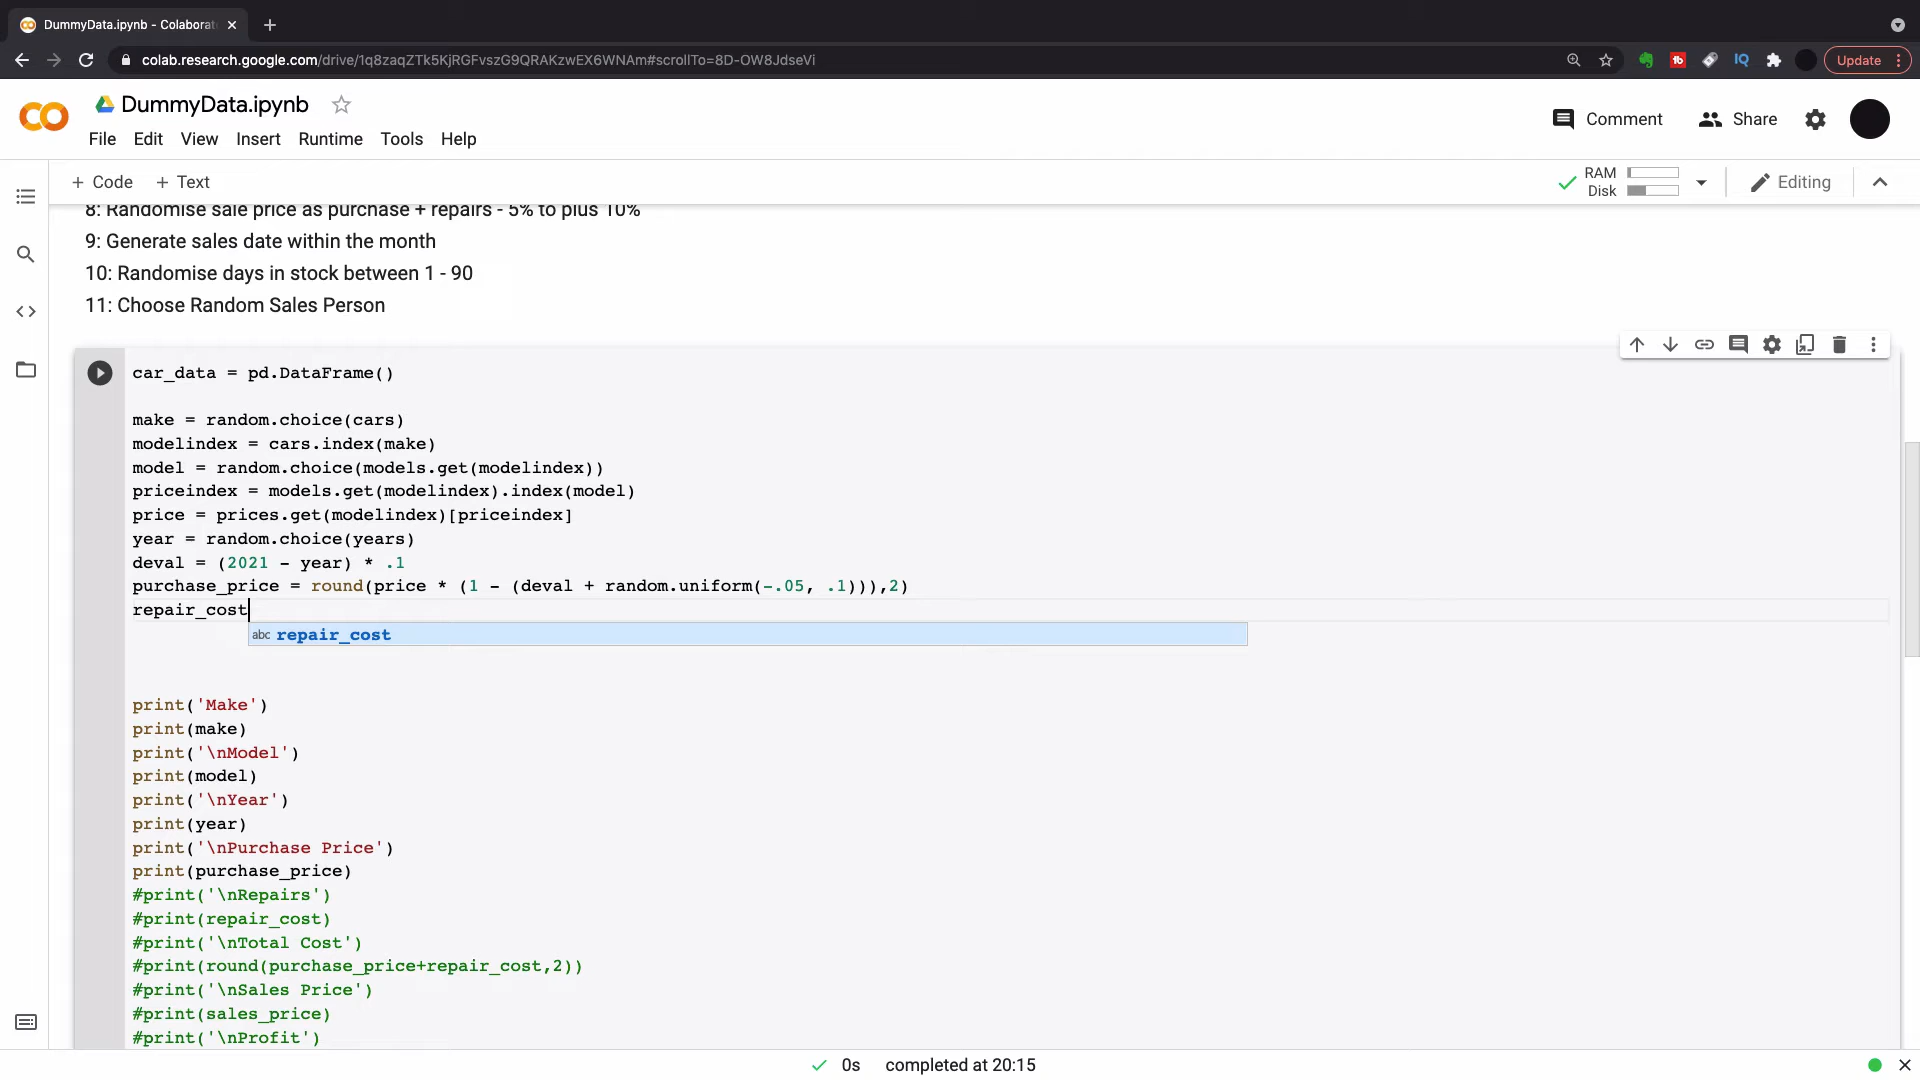 DummyData.ipynb - Colaborat
colab.research.google.com/drive/1q8zaqZTk5KjRGFvszG9QRAKzwEX6WNAm#scrollTo=8D-OW8JdseVi
Update
DummyData.ipynb
File Edit View Insert Runtime Tools Help
Comment
Share
+ Code + Text
RAM
Disk
Editing
8: Randomise sale price as purchase + repairs - 5% to plus 10%
9: Generate sales date within the month
10: Randomise days in stock between 1 - 90
11: Choose Random Sales Person
car_data = pd.DataFrame()
make = random.choice(cars)
modelindex = cars.index(make)
model = random.choice(models.get(modelindex))
priceindex = models.get(modelindex).index(model)
price = prices.get(modelindex)[priceindex]
year = random.choice(years)
deval = (2021 - year) * .1
purchase_price = round(price * (1 - (deval + random.uniform(-.05, .1))),2)
repair_cost
abc repair_cost
print('Make')
print(make)
print('\nModel')
print(model)
print('\nYear')
print(year)
print('\nPurchase Price')
print(purchase_price)
#print('\nRepairs')
#print(repair_cost)
#print('\nTotal Cost')
#print(round(purchase_price+repair_cost,2))
#print('\nSales Price')
#print(sales_price)
#print('\nProfit')
0s completed at 20:15